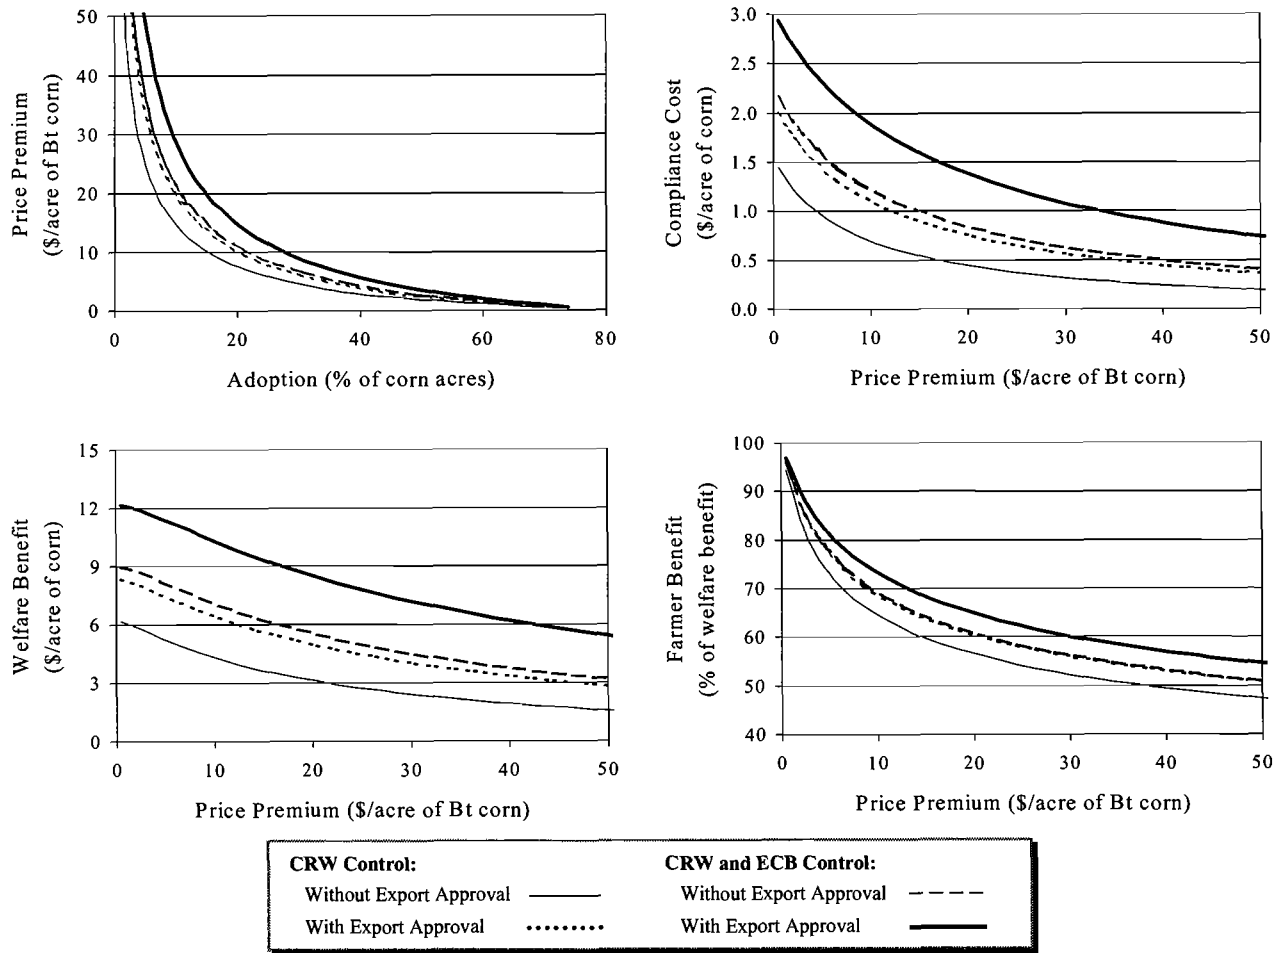 50
40
30
20
10
0
Price Premium
($/acre of Bt corn)
0 20 40 60 80
Adoption (% of corn acres)
3.0
2.5
2.0
1.5
1.0
0.5
0.0
Compliance Cost
($/acre of corn)
0 10 20 30 40 50
Price Premium ($/acre of Bt corn)
15
12
9
6
3
0
Welfare Benefit
($/acre of corn)
0 10 20 30 40 50
Price Premium ($/acre of Bt corn)
100
90
80
70
60
50
40
Farmer Benefit
(% of welfare benefit)
0 10 20 30 40 50
Price Premium ($/acre of Bt corn)
CRW Control:
Without Export Approval
With Export Approval
CRW and ECB Control:
Without Export Approval
With Export Approval